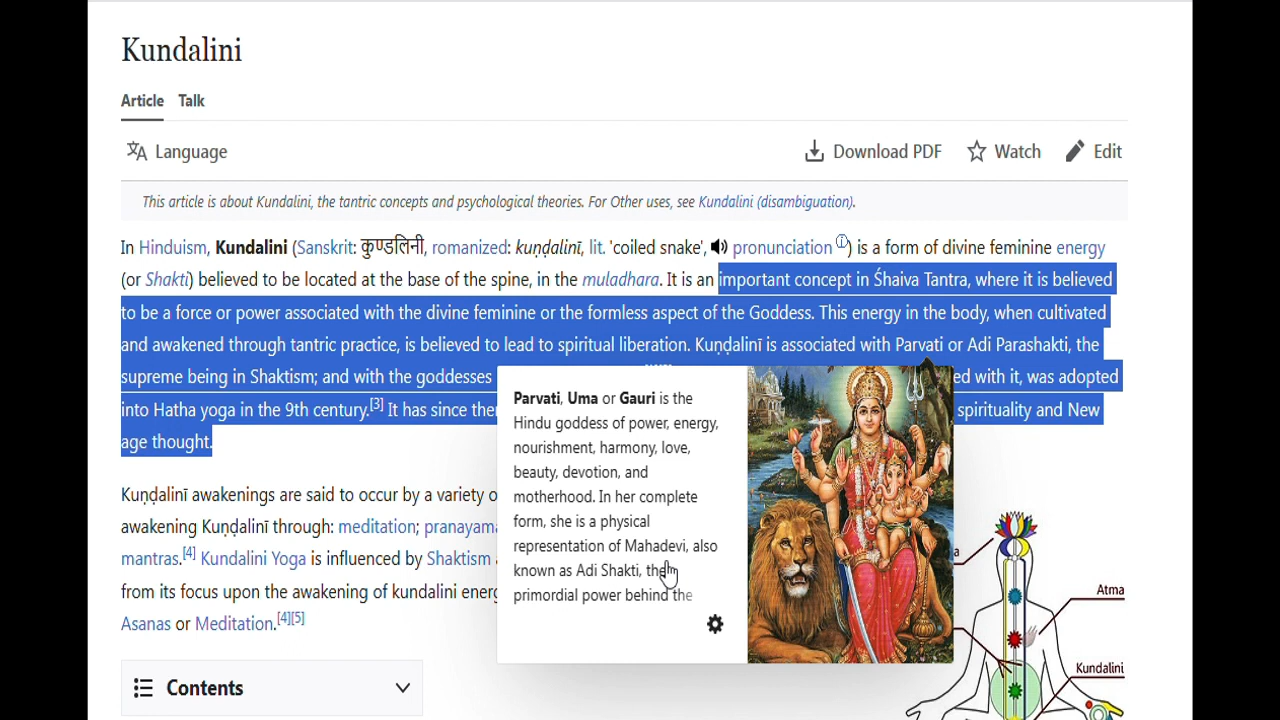 Kundalini
Article Talk
Language Download PDF Watch Edit
This article is about Kundalini, the tantric concepts and psychological theories. For Other uses, see Kundalini (disambiguation).
In Hinduism, Kundalini (Sanskrit: कुण्डलिनी, romanized: kuṇḍalinī, lit. 'coiled snake', pronunciation ⓘ) is a form of divine feminine energy
(or Shakti) believed to be located at the base of the spine, in the muladhara. It is an important concept in Śhaiva Tantra, where it is believed
to be a force or power associated with the divine feminine or the formless aspect of the Goddess. This energy in the body, when cultivated
and awakened through tantric practice, is believed to lead to spiritual liberation. Kuṇḍalinī is associated with Parvati or Adi Parashakti, the
supreme being in Shaktism; and with the goddesses
ed with it, was adopted
into Hatha yoga in the 9th century.[3] It has since
spirituality and New
age thought.
Parvati, Uma or Gauri is the
Hindu goddess of power, energy,
nourishment, harmony, love,
beauty, devotion, and
motherhood. In her complete
form, she is a physical
representation of Mahadevi, also
known as Adi Shakti, the
primordial power behind the
Kuṇḍalinī awakenings are said to occur by a variety
awakening Kuṇḍalinī through: meditation; pranayama
mantras.[4] Kundalini Yoga is influenced by Shaktism
from its focus upon the awakening of kundalini
Asanas or Meditation.[4][5]
Contents
Atma
Kundalini